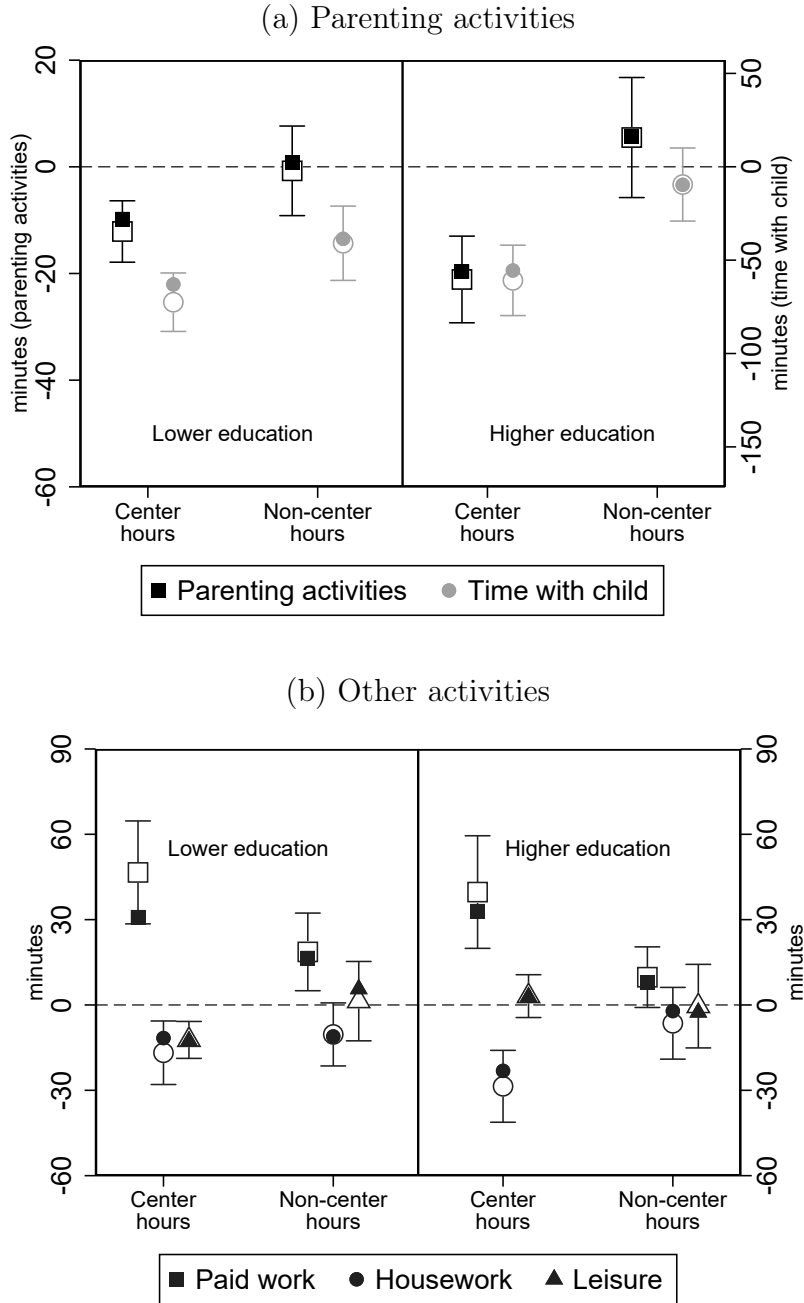 (a) Parenting activities
minutes (parenting activities)
20
0
-20
-40
-60
50
0
-50
-100
-150
minutes (time with child)
Lower education
Higher education
Center
hours
Non-center
hours
Center
hours
Non-center
hours
Parenting activities Time with child
(b) Other activities
minutes
90
60
30
0
-30
-60
90
60
30
0
-30
-60
minutes
Lower education
Higher education
Center
hours
Non-center
hours
Center
hours
Non-center
hours
Paid work Housework Leisure